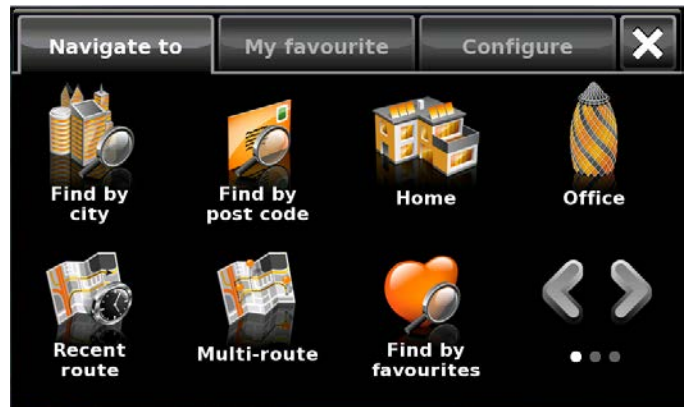 Navigate to
My favourite
Configure
Find by
city
Find by
post code
Home
Office
Recent
route
Multi-route
Find by
favourites